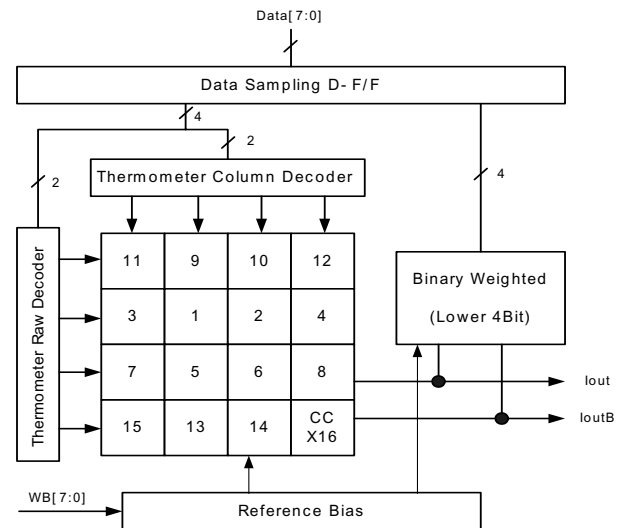 Data[7:0]
Data Sampling D- F/F
4
2
2
4
Thermometer Column Decoder
Thermometer Raw Decoder
11 9 10 12
3 1 2 4
7 5 6 8
15 13 14 CC X16
Binary Weighted
(Lower 4Bit)
Iout
IoutB
WB[7:0]
Reference Bias